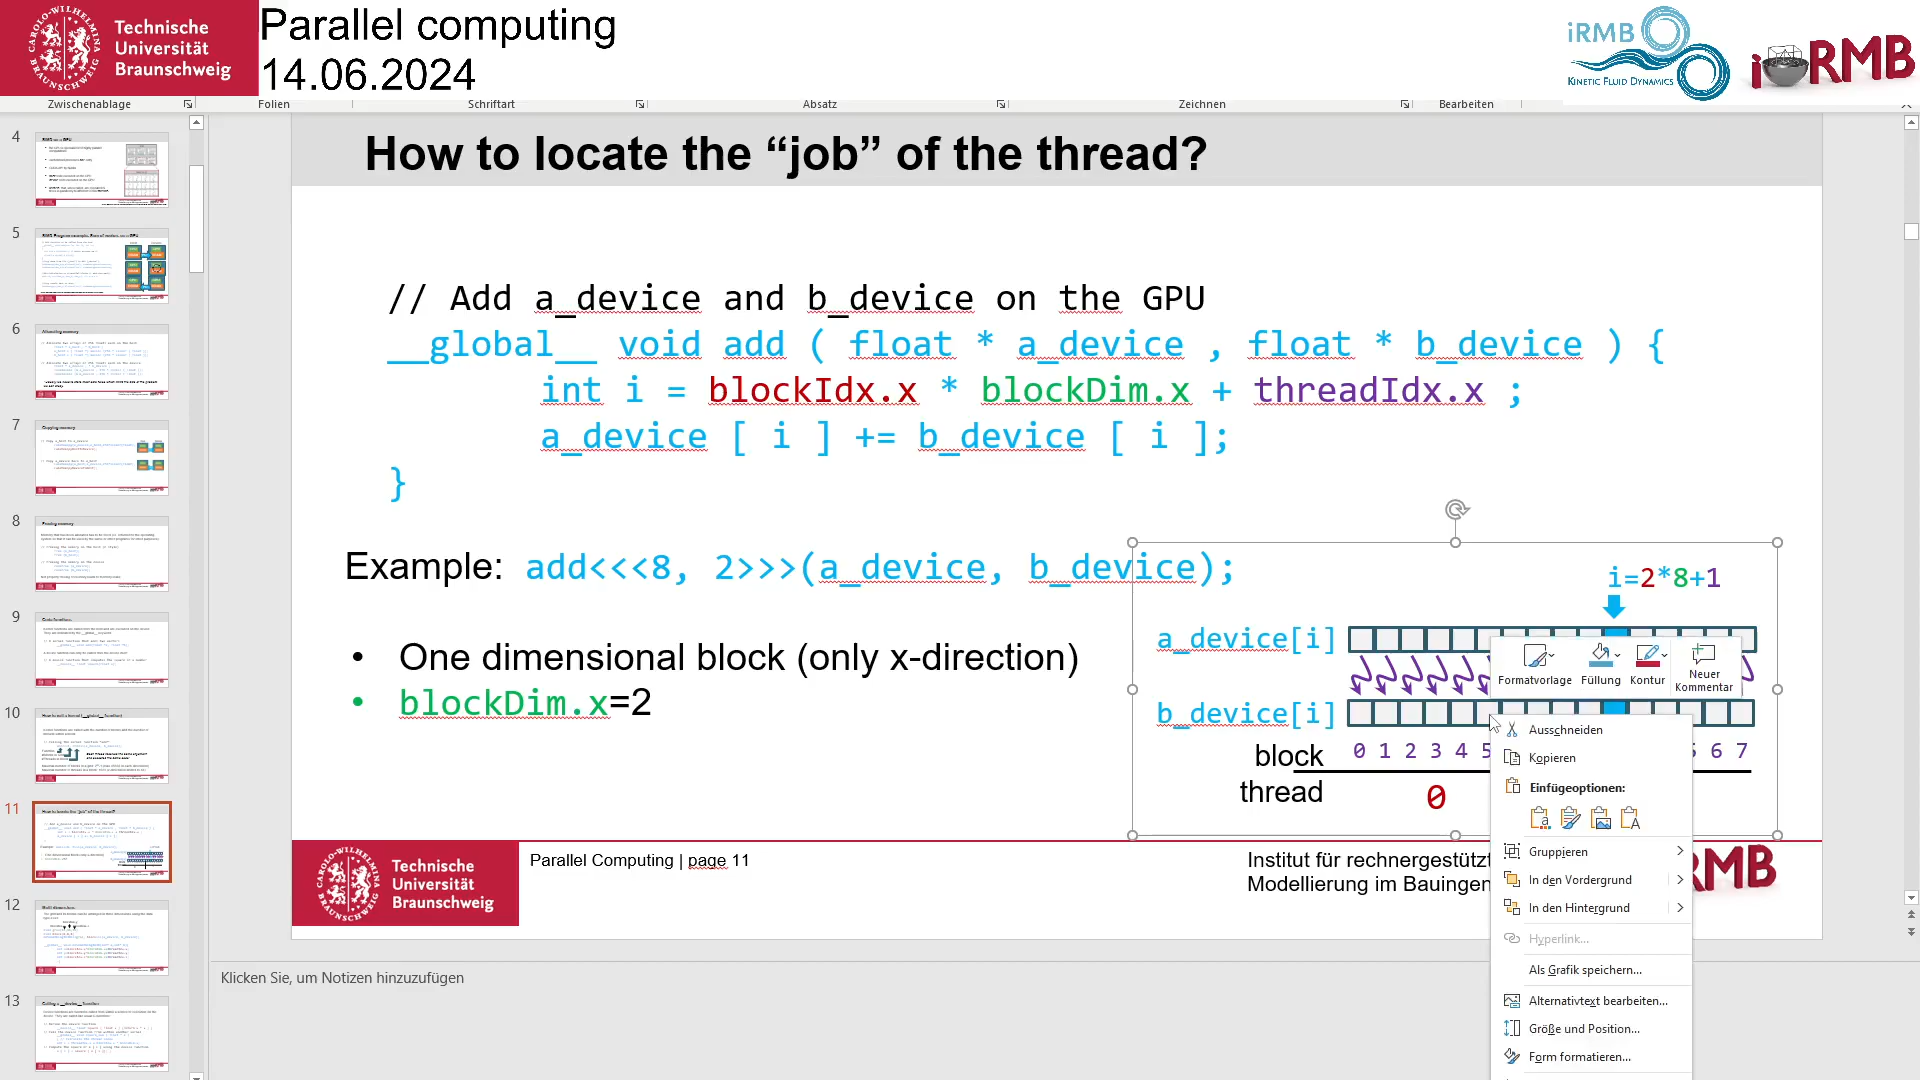 Technische
Universität
Braunschweig
Parallel computing
14.06.2024
iRMB
KINETIC FLUID DYNAMICS
iRMB
Zwischenablage
Folien
Schriftart
Absatz
Zeichnen
Bearbeiten
4
5
6
7
8
9
10
11
12
13
How to locate the “job” of the thread?
// Add a_device and b_device on the GPU
__global__ void add ( float * a_device , float * b_device ) {
int i = blockIdx.x * blockDim.x + threadIdx.x ;
a_device [ i ] += b_device [ i ];
}
Example: add<<<8, 2>>>(a_device, b_device);
• One dimensional block (only x-direction)
• blockDim.x=2
i=2*8+1
a_device[i]
b_device[i]
block 0 1 2 3 4 5 6 7
thread 0
Formatvorlage
Füllung
Kontur
Neuer
Kommentar
Ausschneiden
Kopieren
Einfügeoptionen:
Gruppieren
In den Vordergrund
In den Hintergrund
Hyperlink...
Als Grafik speichern...
Alternativtext bearbeiten...
Größe und Position...
Form formatieren...
Technische
Universität
Braunschweig
Parallel Computing | page 11
Institut für rechnergestützt
Modellierung im Bauingen
RMB
Klicken Sie, um Notizen hinzuzufügen